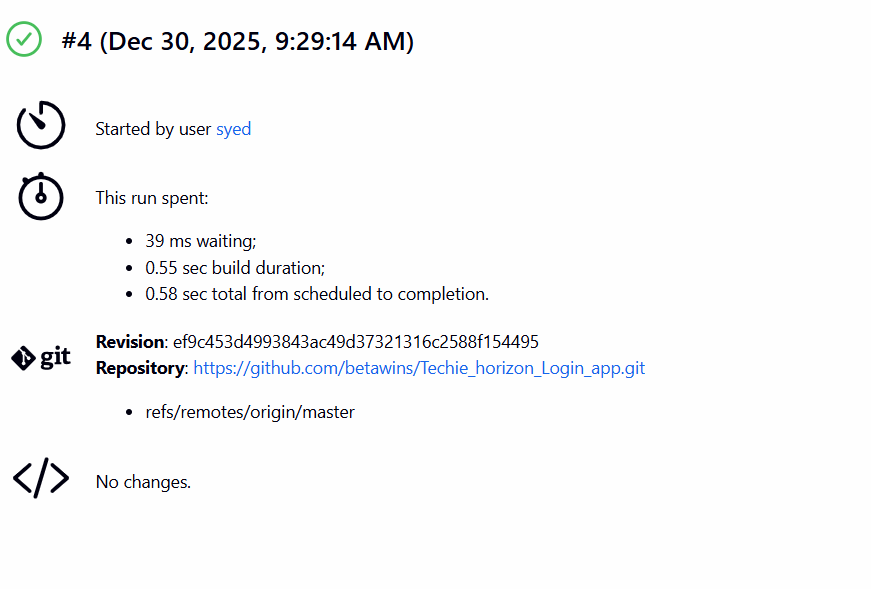 #4 (Dec 30, 2025, 9:29:14 AM)
Started by user syed
This run spent:
39 ms waiting;
0.55 sec build duration;
0.58 sec total from scheduled to completion.
git
Revision: ef9c453d4993843ac49d37321316c2588f154495
Repository: https://github.com/betawins/Techie_horizon_Login_app.git
refs/remotes/origin/master
No changes.